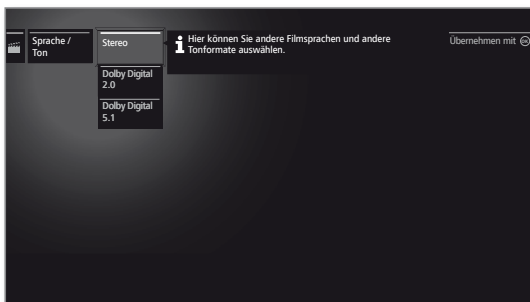 Sprache /
Ton
Stereo
Dolby Digital
2.0
Dolby Digital
5.1
i Hier können Sie andere Filmsprachen und andere
Tonformate auswählen.
Übernehmen mit OK